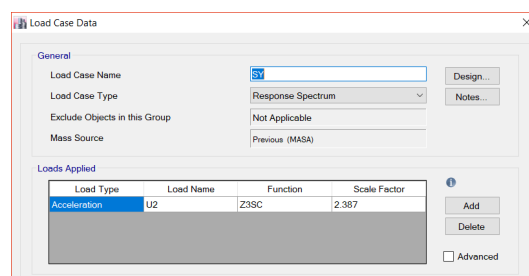 Load Case Data
General
Load Case Name SY Design...
Load Case Type Response Spectrum Notes...
Exclude Objects in this Group Not Applicable
Mass Source Previous (MASA)
Loads Applied
Load Type Load Name Function Scale Factor
Acceleration U2 Z3SC 2.387
Add
Delete
Advanced